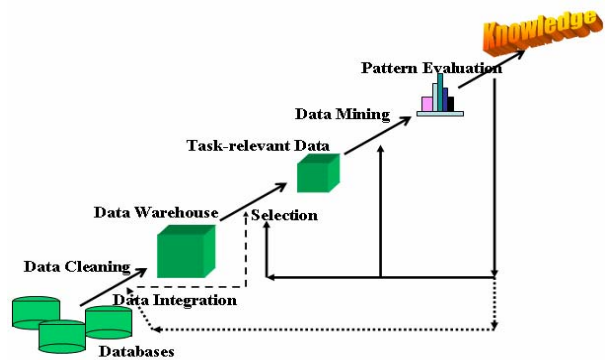 Knowledge
Pattern Evaluation
Data Mining
Task-relevant Data
Data Warehouse
Selection
Data Cleaning
Data Integration
Databases